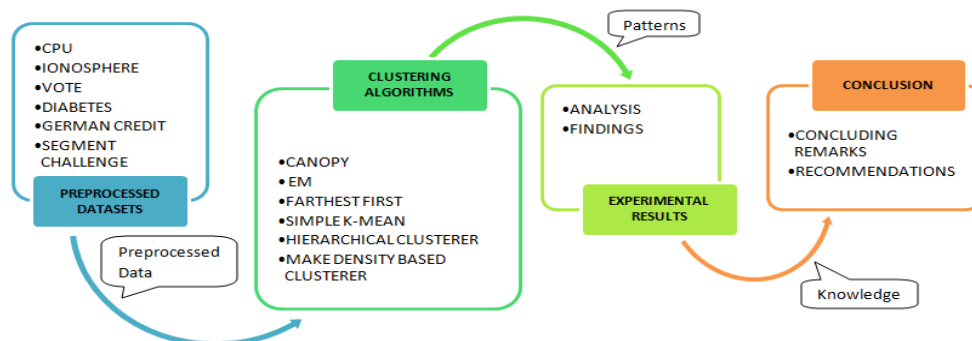 •CPU
•IONOSPHERE
•VOTE
•DIABETES
•GERMAN CREDIT
•SEGMENT
CHALLENGE
PREPROCESSED
DATASETS
Preprocessed
Data
CLUSTERING
ALGORITHMS
•CANOPY
•EM
•FARTHEST FIRST
•SIMPLE K-MEAN
•HIERARCHICAL CLUSTERER
•MAKE DENSITY BASED
CLUSTERER
Patterns
•ANALYSIS
•FINDINGS
EXPERIMENTAL
RESULTS
Knowledge
CONCLUSION
•CONCLUDING
REMARKS
•RECOMMENDATIONS